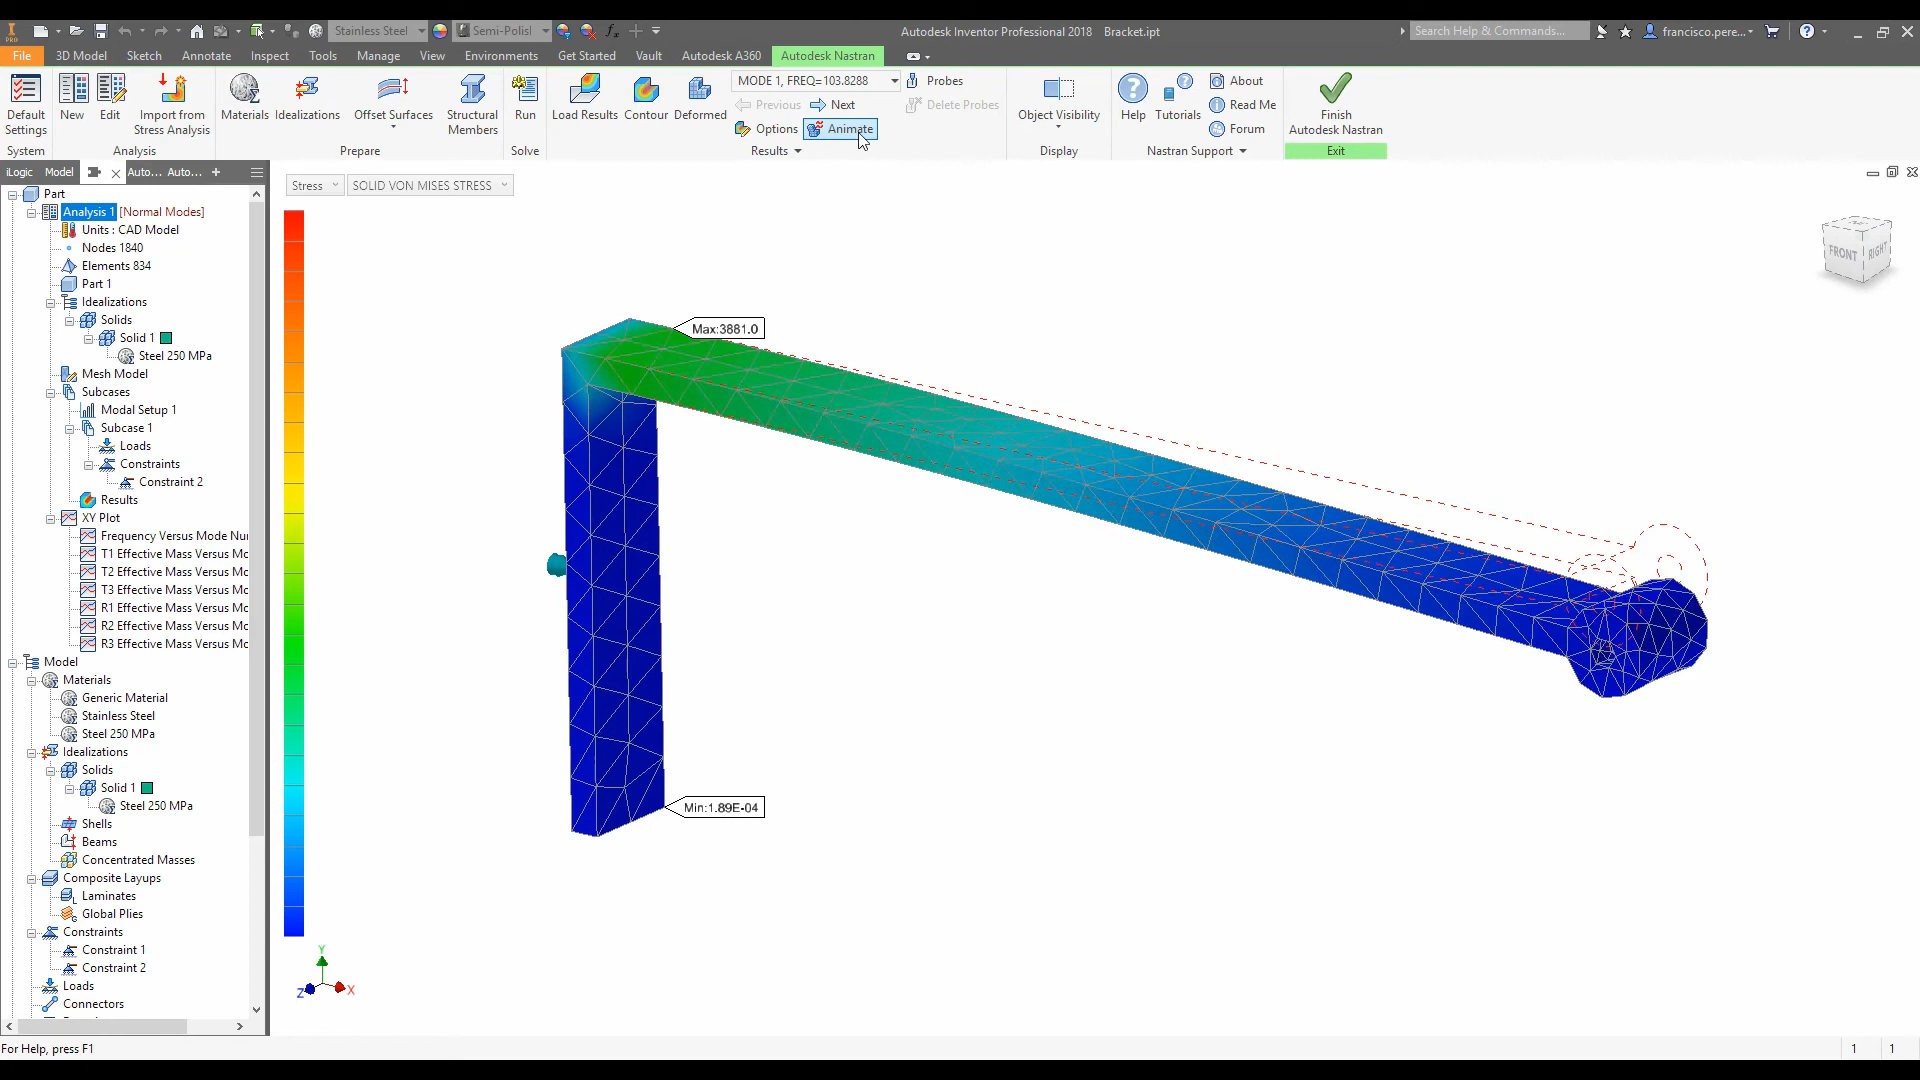 Stainless Steel
Semi-Polisl
Autodesk Inventor Professional 2018 Bracket.ipt
Search Help & Commands...
francisco.pere...
File 3D Model Sketch Annotate Inspect Tools Manage View Environments Get Started Vault Autodesk A360 Autodesk Nastran
Default Settings
New
Edit
Import from Stress Analysis
Materials
Idealizations
Offset Surfaces
Structural Members
Run
Load Results
Contour
Deformed
MODE 1, FREQ=103.8288
Previous Next
Options Animate
Probes
Delete Probes
Object Visibility
Help
Tutorials
About
Read Me
Forum
Finish Autodesk Nastran
System Analysis Prepare Solve Results Display Nastran Support Exit
iLogic Model Auto... Auto...
Stress SOLID VON MISES STRESS
Part
Analysis 1 [Normal Modes]
Units : CAD Model
Nodes 1840
Elements 834
Part 1
Idealizations
Solids
Solid 1
Steel 250 MPa
Mesh Model
Subcases
Modal Setup 1
Subcase 1
Loads
Constraints
Constraint 2
Results
XY Plot
Frequency Versus Mode Nur
T1 Effective Mass Versus Mc
T2 Effective Mass Versus Mc
T3 Effective Mass Versus Mc
R1 Effective Mass Versus Mc
R2 Effective Mass Versus Mc
R3 Effective Mass Versus Mc
Model
Materials
Generic Material
Stainless Steel
Steel 250 MPa
Idealizations
Solids
Solid 1
Steel 250 MPa
Shells
Beams
Concentrated Masses
Composite Layups
Laminates
Global Plies
Constraints
Constraint 1
Constraint 2
Loads
Connectors
Max:3881.0
Min:1.89E-04
FRONT RIGHT
Y
Z X
For Help, press F1
1 1